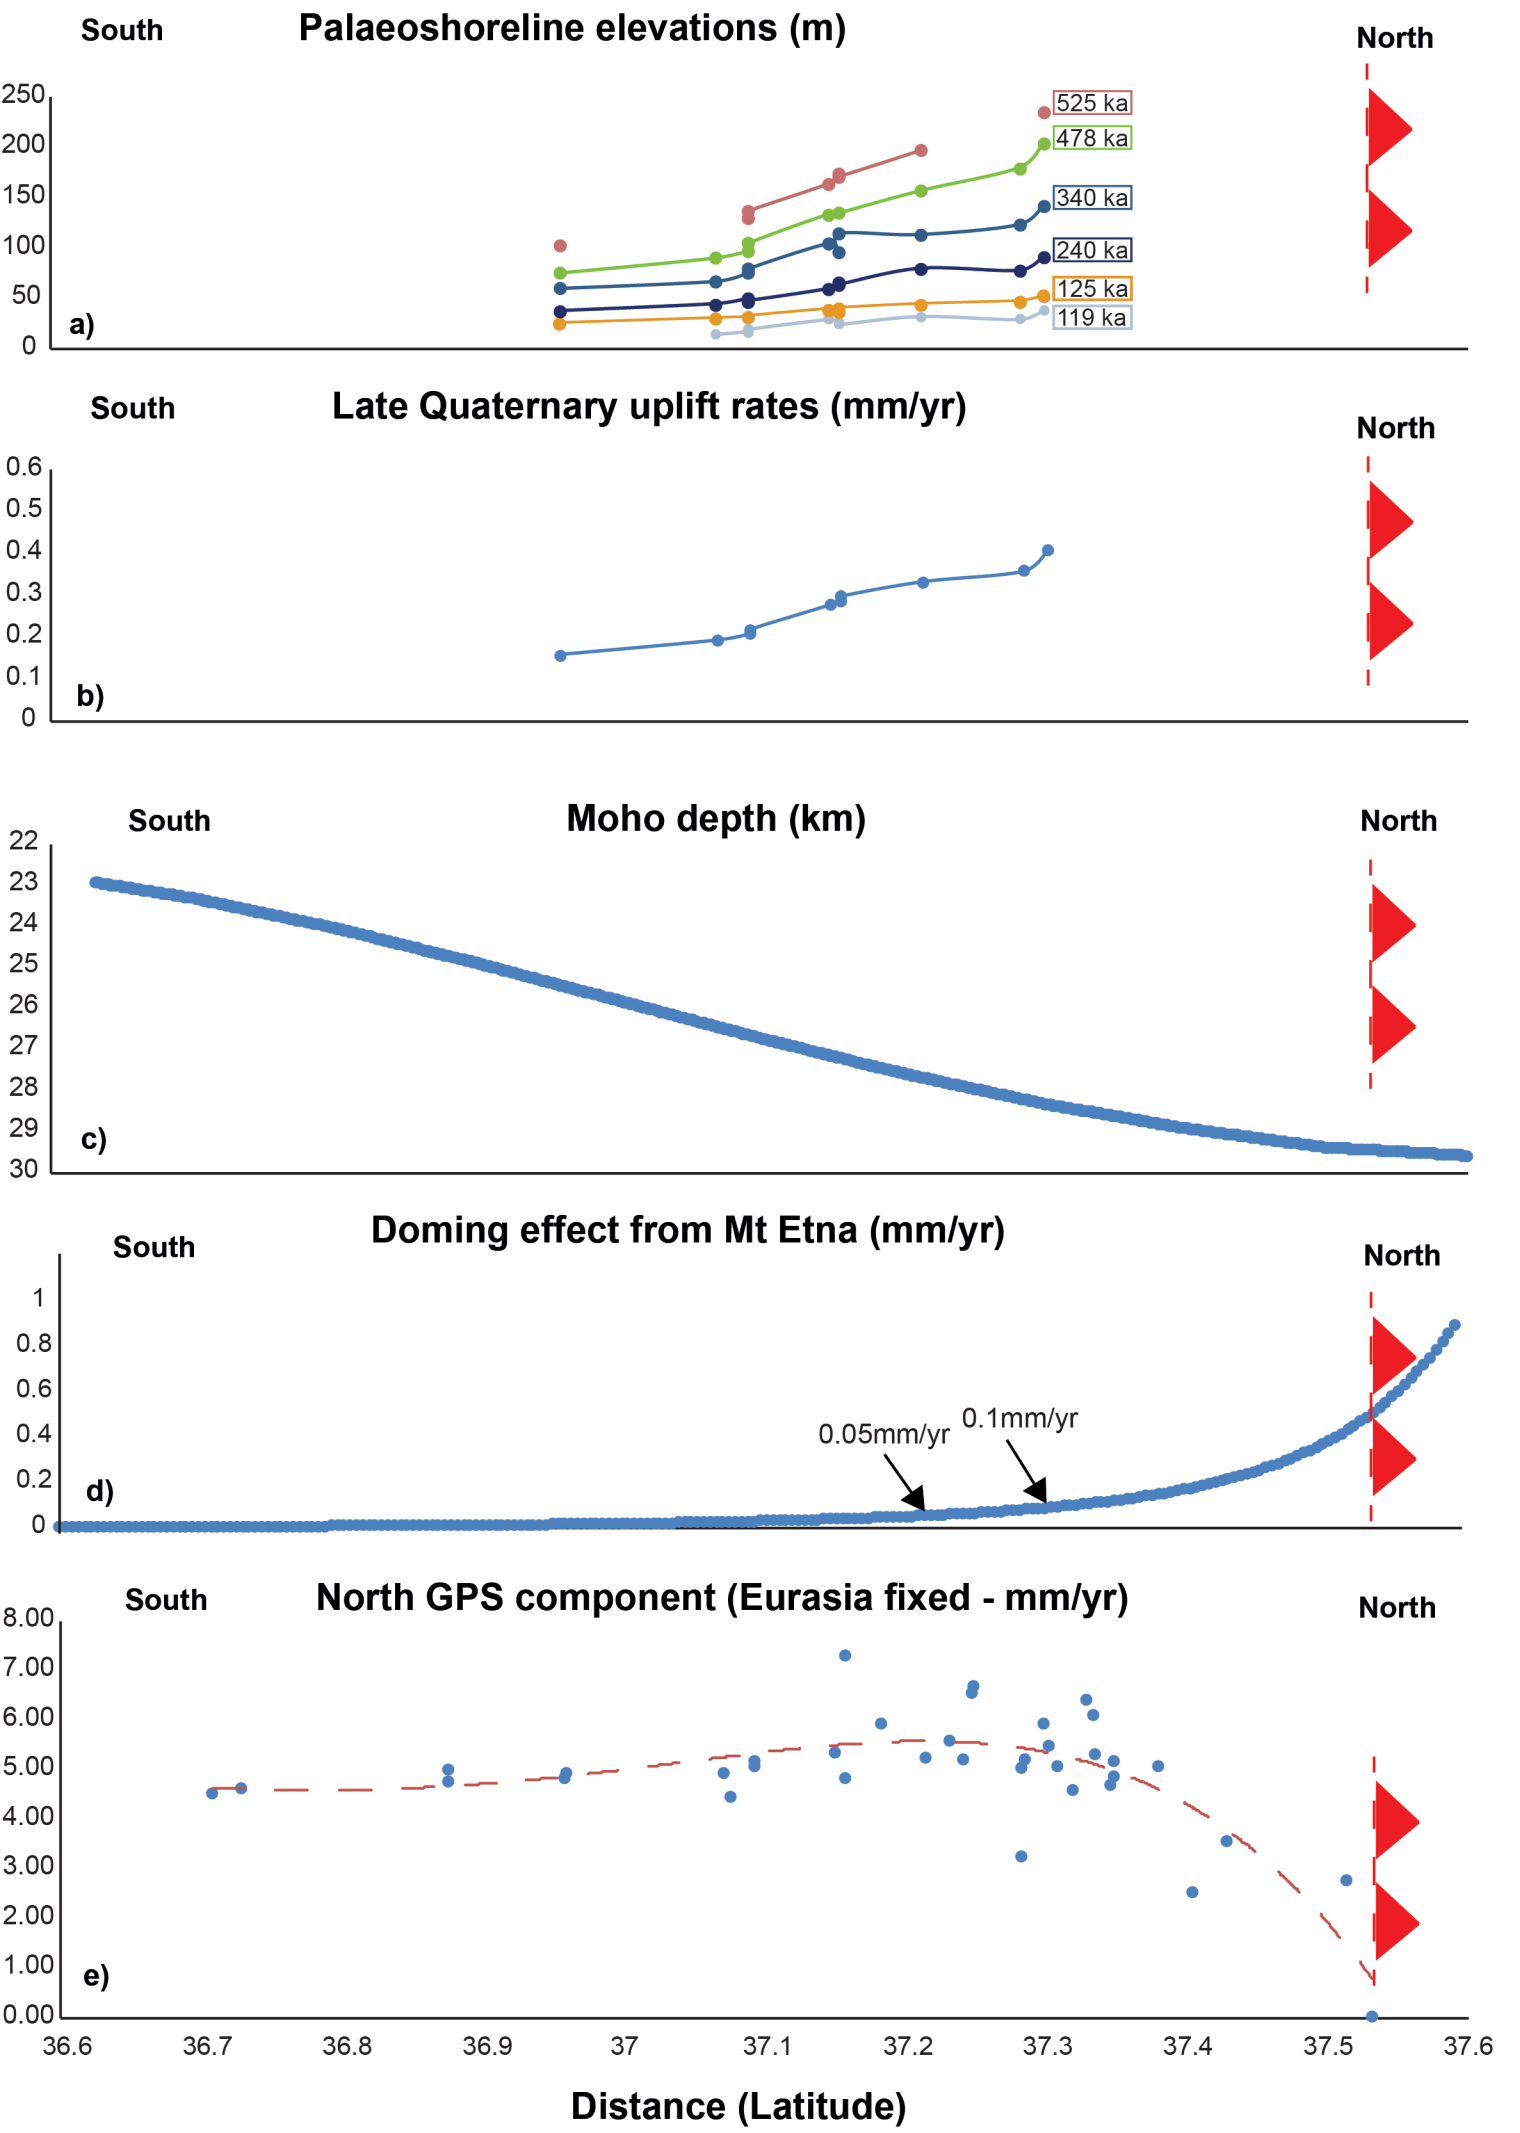 South Palaeoshoreline elevations (m) North
250
200
150
100
50
0
525 ka
478 ka
340 ka
240 ka
125 ka
119 ka
a)
South Late Quaternary uplift rates (mm/yr) North
0.6
0.5
0.4
0.3
0.2
0.1
0
b)
South Moho depth (km) North
22
23
24
25
26
27
28
29
30
c)
South Doming effect from Mt Etna (mm/yr) North
1
0.8
0.6
0.4
0.2
0
0.05mm/yr 0.1mm/yr
d)
South North GPS component (Eurasia fixed - mm/yr) North
8.00
7.00
6.00
5.00
4.00
3.00
2.00
1.00
0.00
e)
36.6 36.7 36.8 36.9 37 37.1 37.2 37.3 37.4 37.5 37.6
Distance (Latitude)